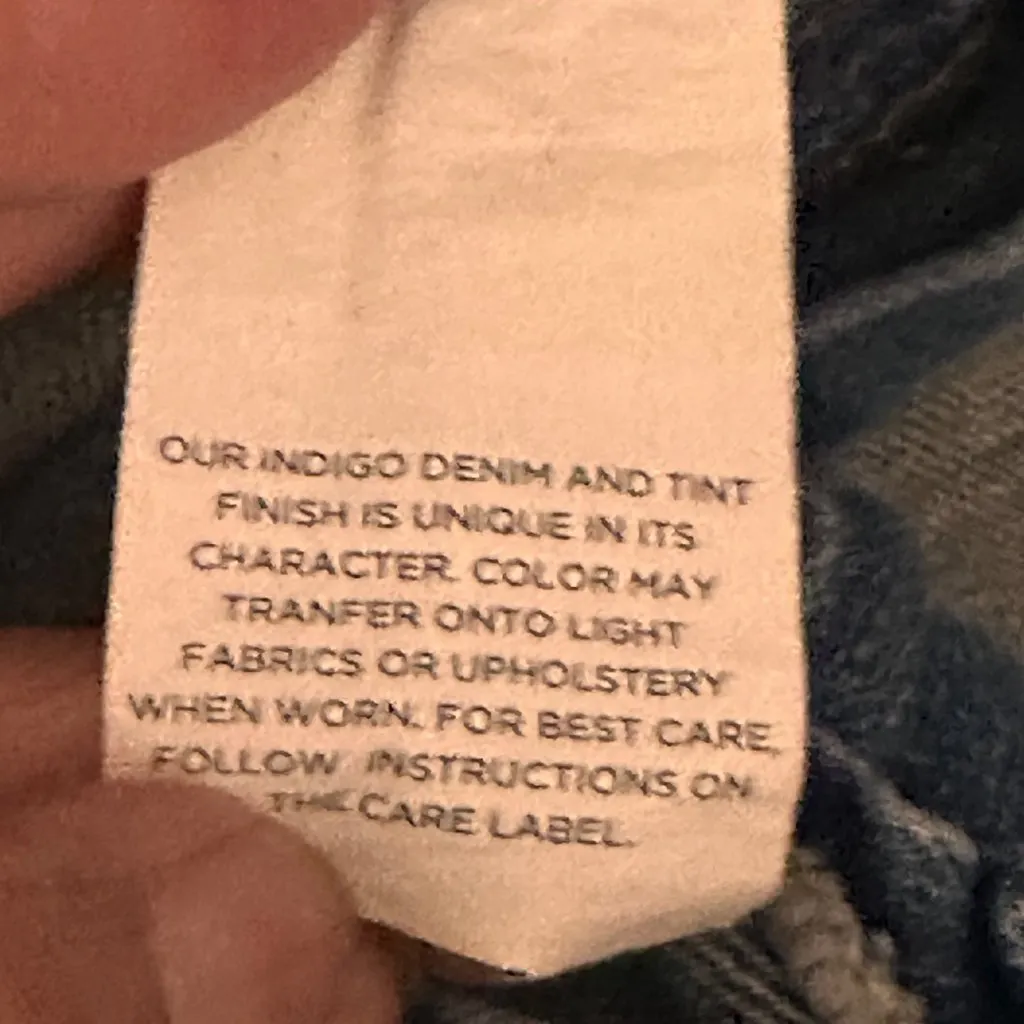 OUR INDIGO DENIM AND TINT
FINISH IS UNIQUE IN ITS
CHARACTER. COLOR MAY
TRANFER ONTO LIGHT
FABRICS OR UPHOLSTERY
WHEN WORN. FOR BEST CARE,
FOLLOW INSTRUCTIONS ON
THE CARE LABEL.